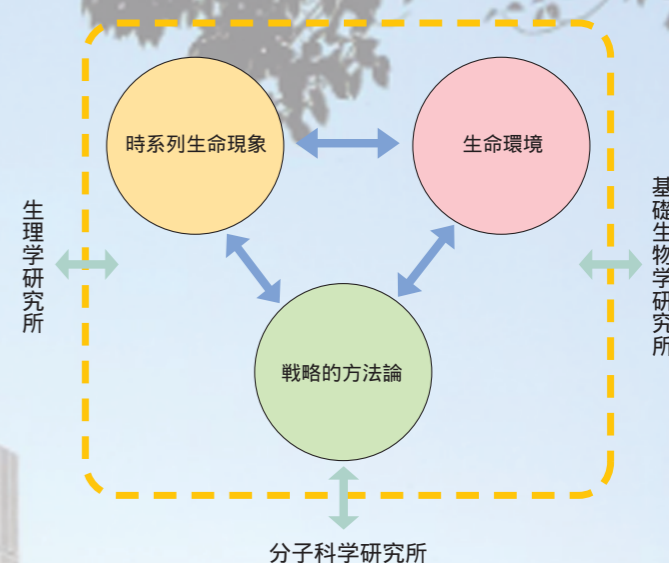 時系列生命現象
生命環境
生理学研究所
基礎生物学研究所
戦略的方法論
分子科学研究所